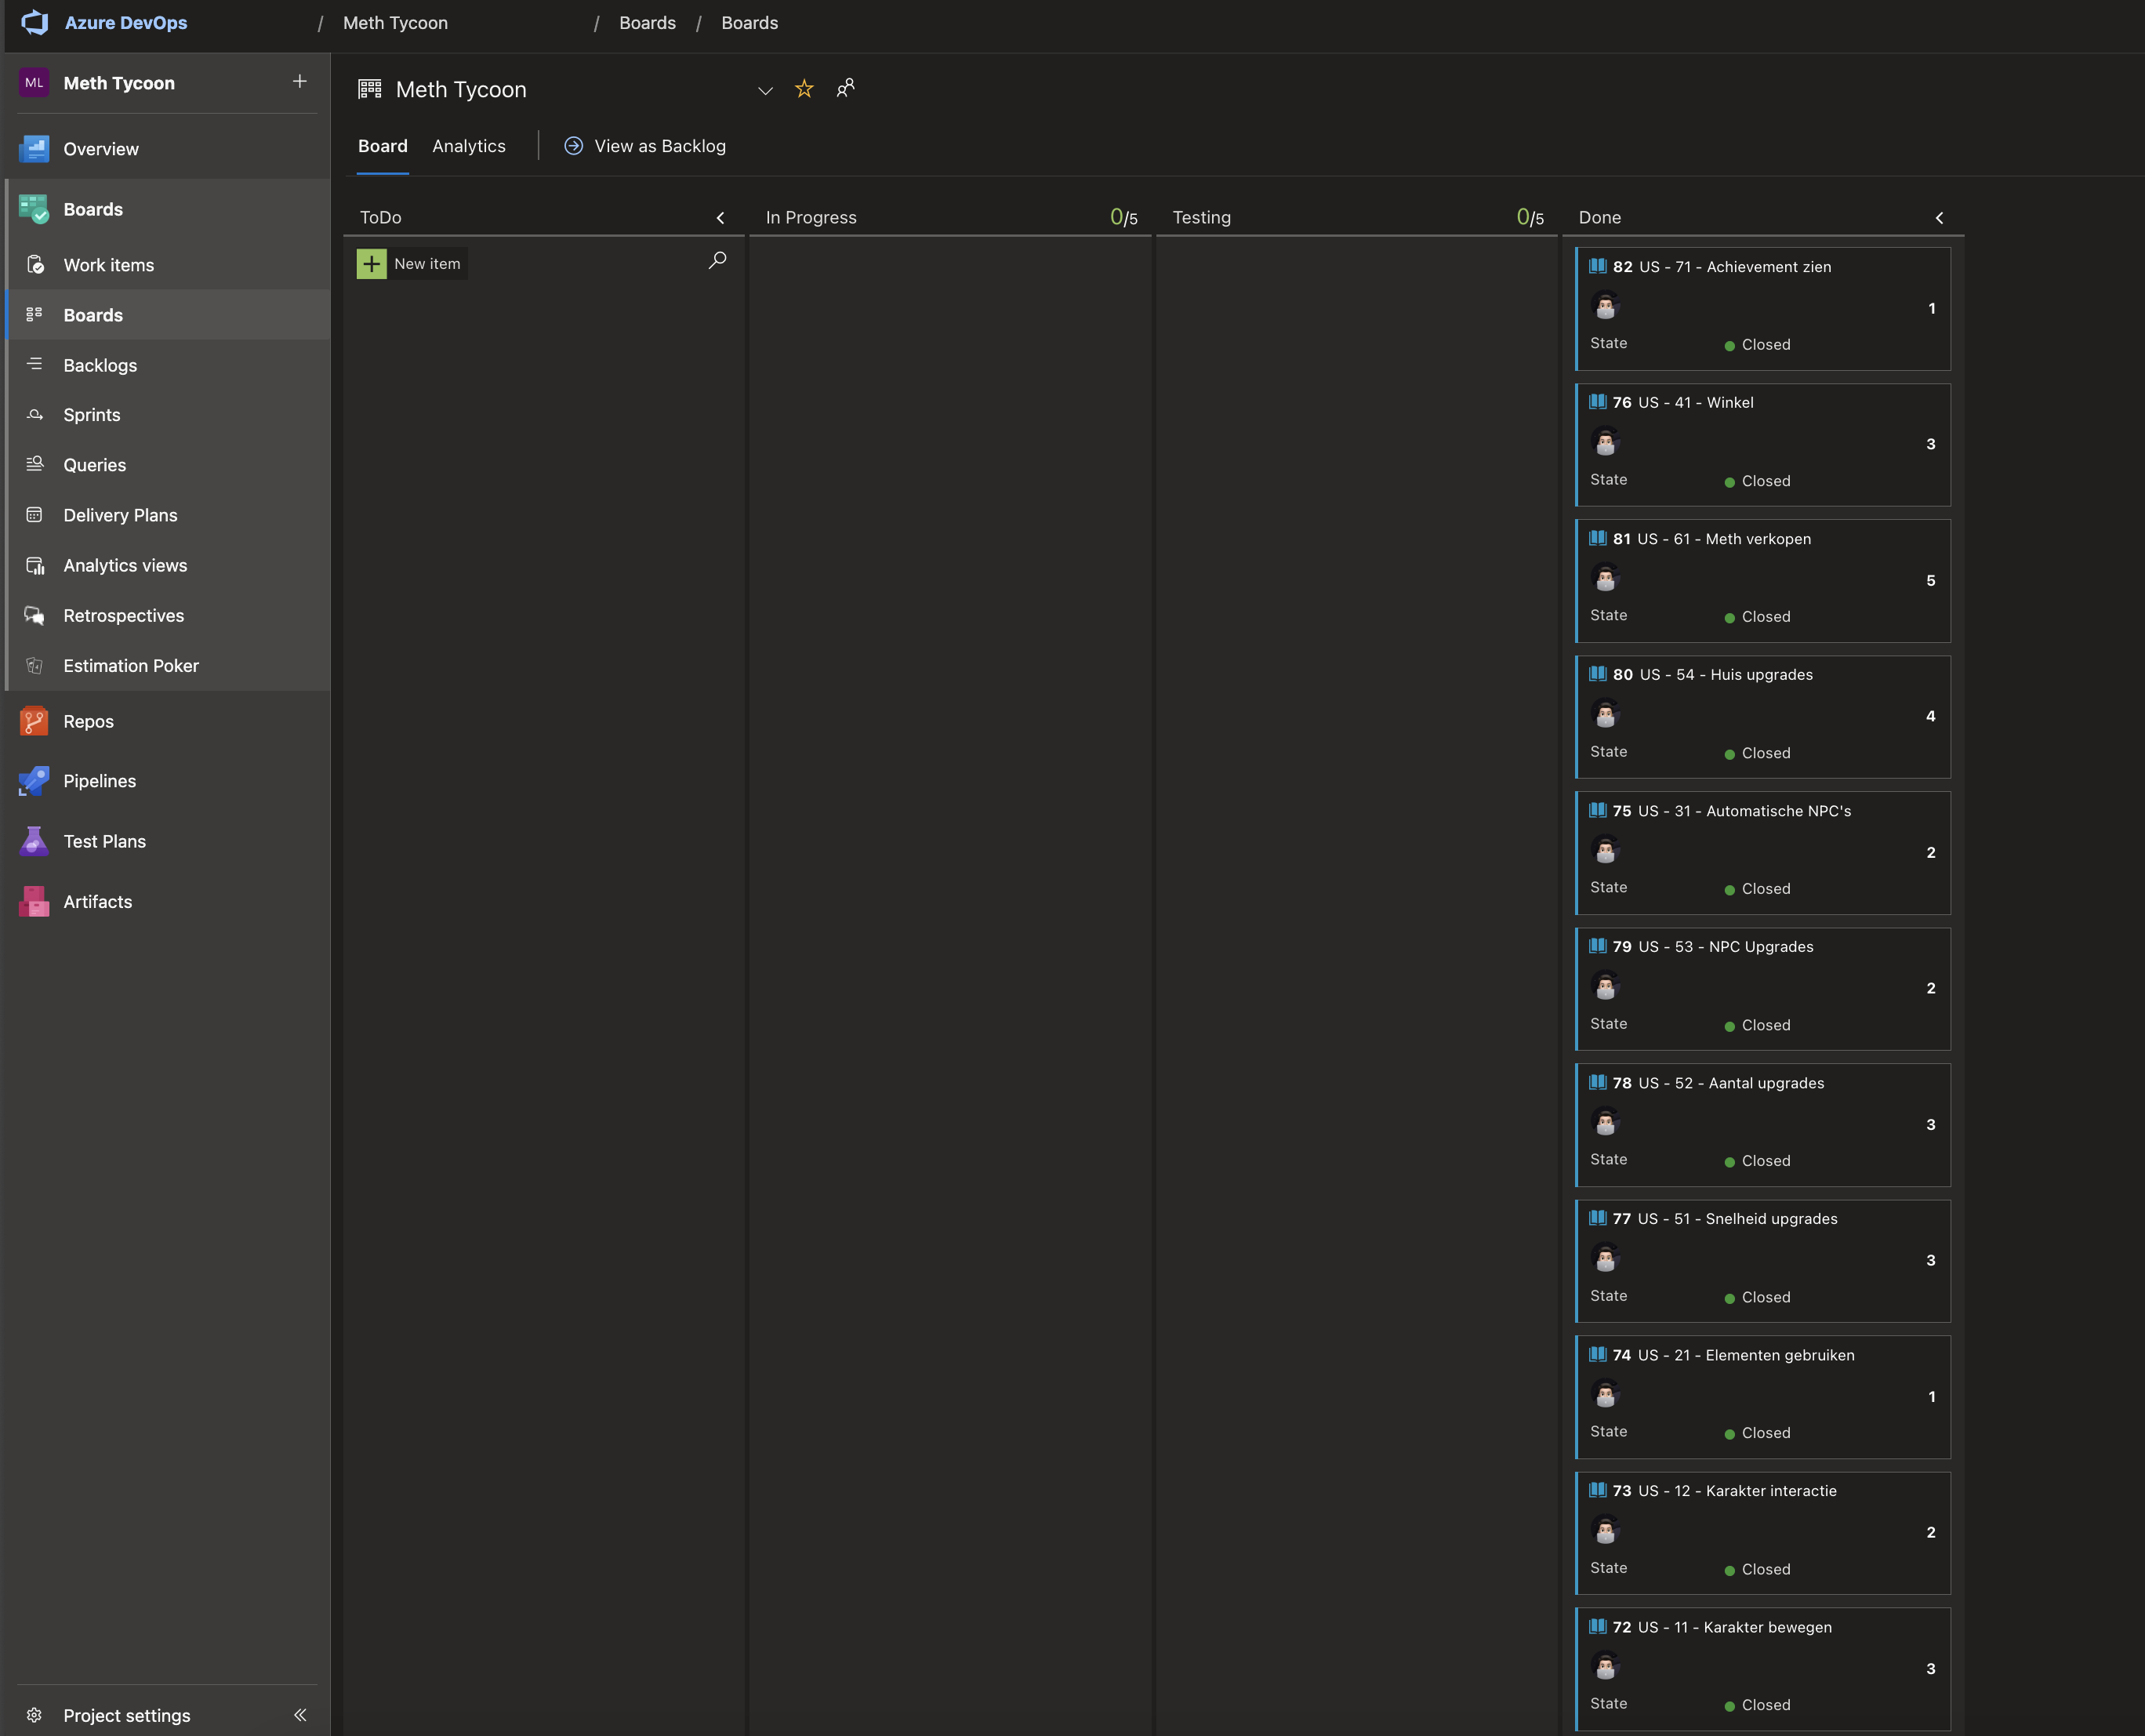 Azure DevOps / Meth Tycoon / Boards / Boards
ML Meth Tycoon
Overview
Boards
Work items
Boards
Backlogs
Sprints
Queries
Delivery Plans
Analytics views
Retrospectives
Estimation Poker
Repos
Pipelines
Test Plans
Artifacts
Project settings
Meth Tycoon
Board Analytics View as Backlog
ToDo
New item
In Progress 0/5
Testing 0/5
Done
82 US - 71 - Achievement zien
1
State Closed
76 US - 41 - Winkel
3
State Closed
81 US - 61 - Meth verkopen
5
State Closed
80 US - 54 - Huis upgrades
4
State Closed
75 US - 31 - Automatische NPC's
2
State Closed
79 US - 53 - NPC Upgrades
2
State Closed
78 US - 52 - Aantal upgrades
3
State Closed
77 US - 51 - Snelheid upgrades
3
State Closed
74 US - 21 - Elementen gebruiken
1
State Closed
73 US - 12 - Karakter interactie
2
State Closed
72 US - 11 - Karakter bewegen
3
State Closed